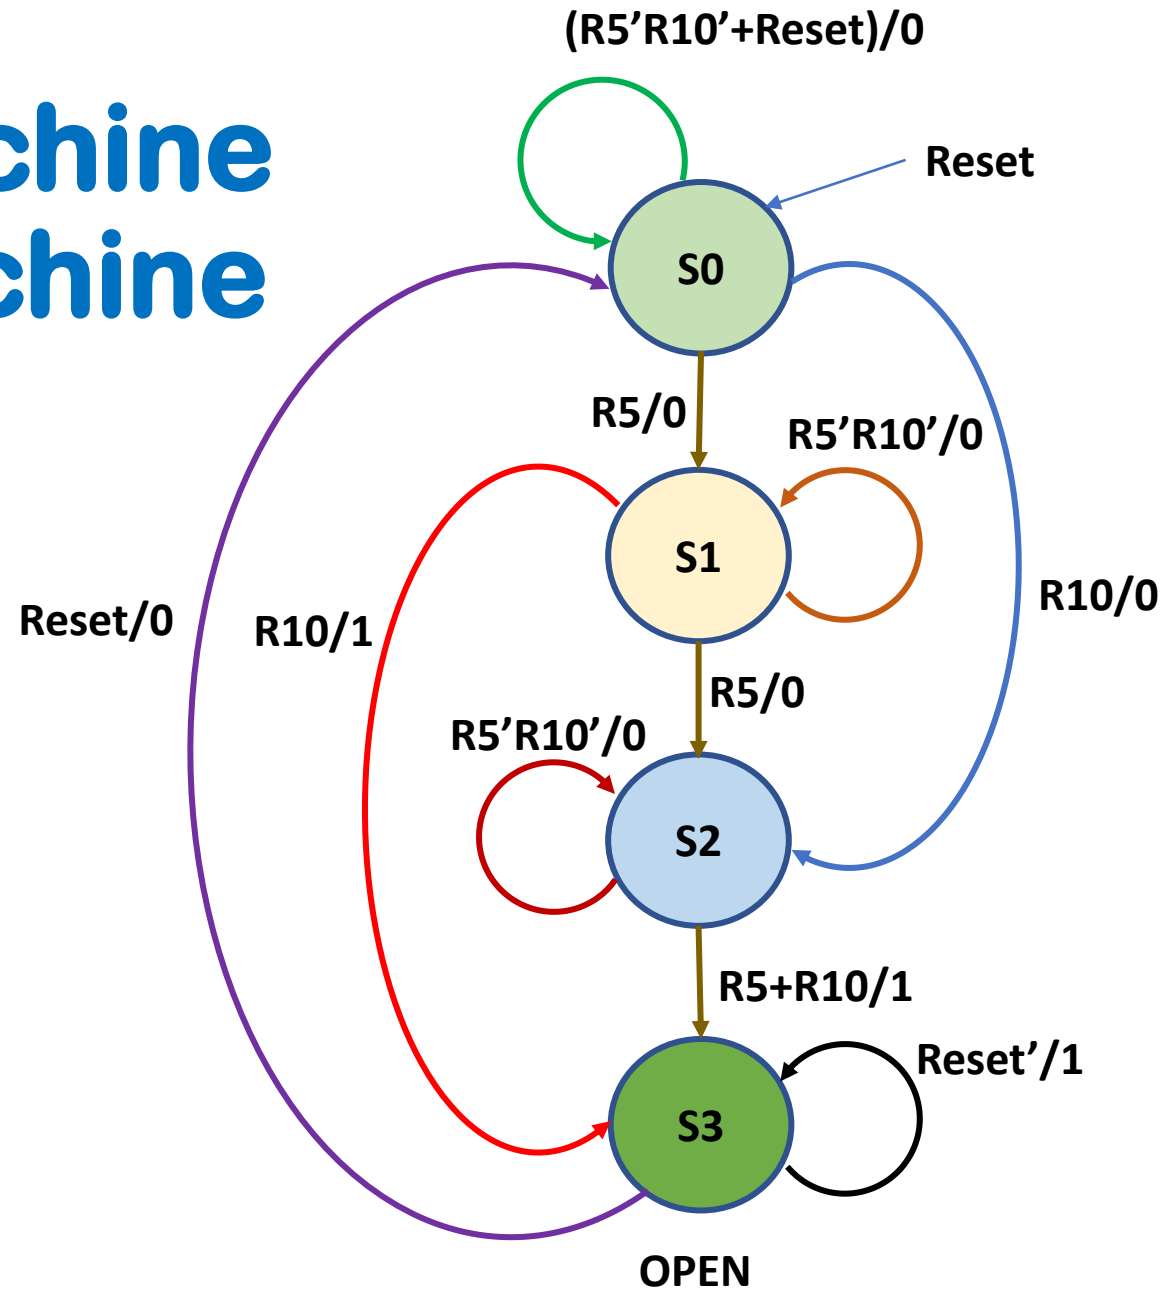 (R5’R10’+Reset)/0
chine
chine
Reset
S0
R5/0
R5’R10’/0
S1
R10/0
Reset/0
R10/1
R5/0
R5’R10’/0
S2
R5+R10/1
Reset’/1
S3
OPEN